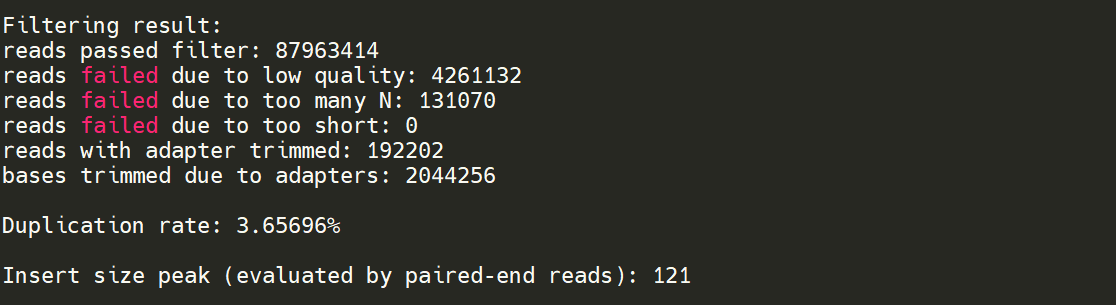 Filtering result:
reads passed filter: 87963414
reads failed due to low quality: 4261132
reads failed due to too many N: 131070
reads failed due to too short: 0
reads with adapter trimmed: 192202
bases trimmed due to adapters: 2044256
Duplication rate: 3.65696%
Insert size peak (evaluated by paired-end reads): 121